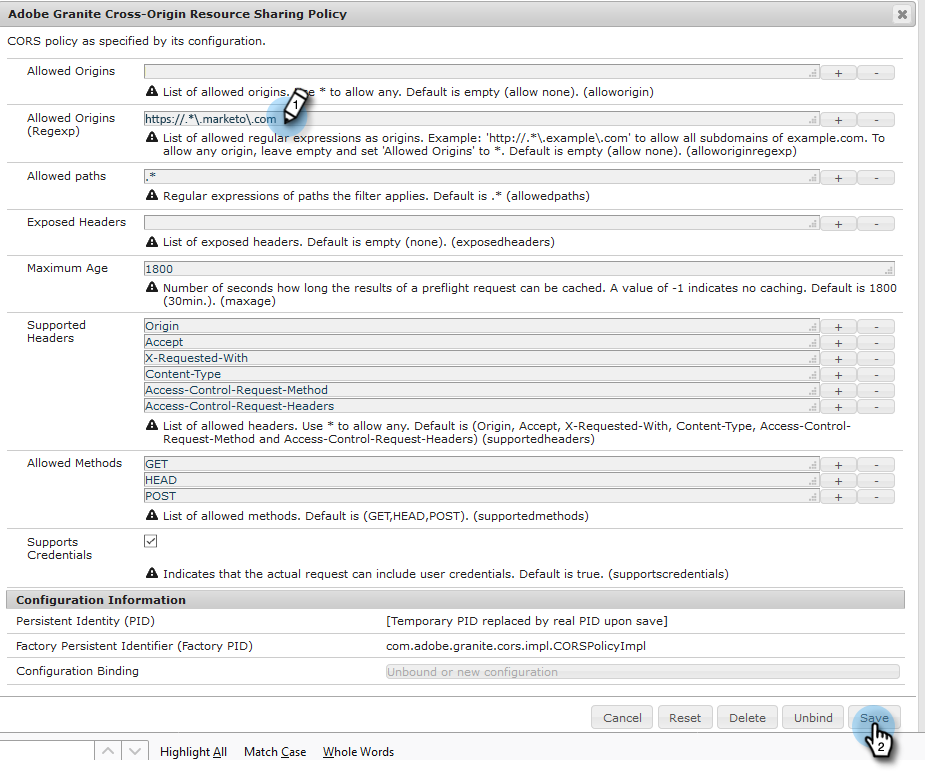 Adobe Granite Cross-Origin Resource Sharing Policy
CORS policy as specified by its configuration.
Allowed Origins
+ -
List of allowed origins. e * to allow any. Default is empty (allow none). (alloworigin)
1
Allowed Origins
(Regexp)
https://.*\.marketo\.com
+ -
List of allowed regular expressions as origins. Example: 'http://.*\.example\.com' to allow all subdomains of example.com. To
allow any origin, leave empty and set 'Allowed Origins' to *. Default is empty (allow none). (alloworiginregexp)
Allowed paths
.*
+ -
Regular expressions of paths the filter applies. Default is .* (allowedpaths)
Exposed Headers
+ -
List of exposed headers. Default is empty (none). (exposedheaders)
Maximum Age
1800
Number of seconds how long the results of a preflight request can be cached. A value of -1 indicates no caching. Default is 1800
(30min.). (maxage)
Supported
Headers
Origin + -
Accept + -
X-Requested-With + -
Content-Type + -
Access-Control-Request-Method + -
Access-Control-Request-Headers + -
List of allowed headers. Use * to allow any. Default is (Origin, Accept, X-Requested-With, Content-Type, Access-Control-
Request-Method and Access-Control-Request-Headers) (supportedheaders)
Allowed Methods
GET + -
HEAD + -
POST + -
List of allowed methods. Default is (GET,HEAD,POST). (supportedmethods)
Supports
Credentials
Indicates that the actual request can include user credentials. Default is true. (supportscredentials)
Configuration Information
Persistent Identity (PID) [Temporary PID replaced by real PID upon save]
Factory Persistent Identifier (Factory PID) com.adobe.granite.cors.impl.CORSPolicyImpl
Configuration Binding Unbound or new configuration
Cancel Reset Delete Unbind Save
2
Highlight All Match Case Whole Words